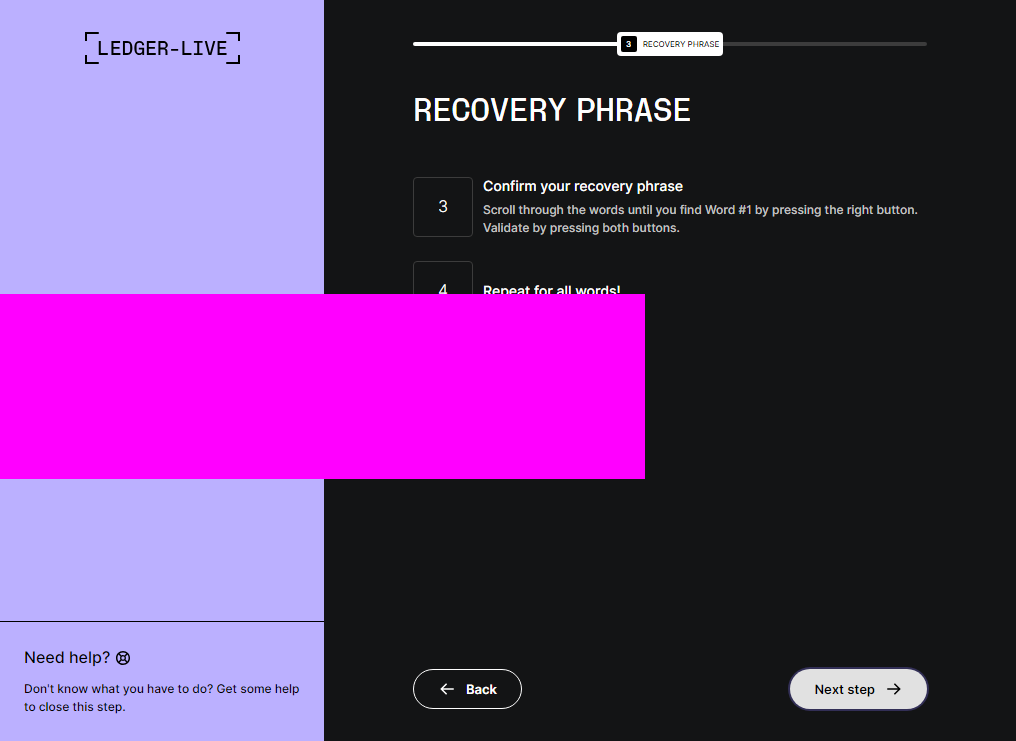 LEDGER-LIVE
3 RECOVERY PHRASE
RECOVERY PHRASE
3
Confirm your recovery phrase
Scroll through the words until you find Word #1 by pressing the right button.
Validate by pressing both buttons.
4
Repeat for all words!
Need help?
Don't know what you have to do? Get some help
to close this step.
Back
Next step